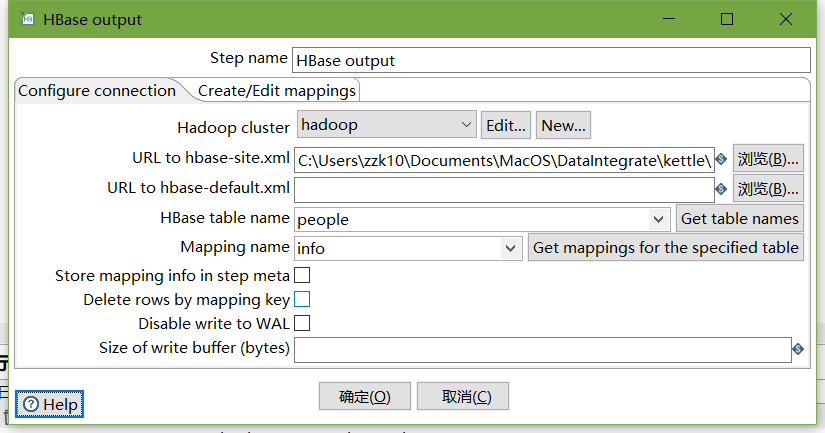 HBase output
Step name HBase output
Configure connection Create/Edit mappings
Hadoop cluster hadoop Edit... New...
URL to hbase-site.xml C:\Users\zzk10\Documents\MacOS\DataIntegrate\kettle\ 浏览(B)...
URL to hbase-default.xml 浏览(B)...
HBase table name people Get table names
Mapping name info Get mappings for the specified table
Store mapping info in step meta
Delete rows by mapping key
Disable write to WAL
Size of write buffer (bytes)
Help 确定(O) 取消(C)